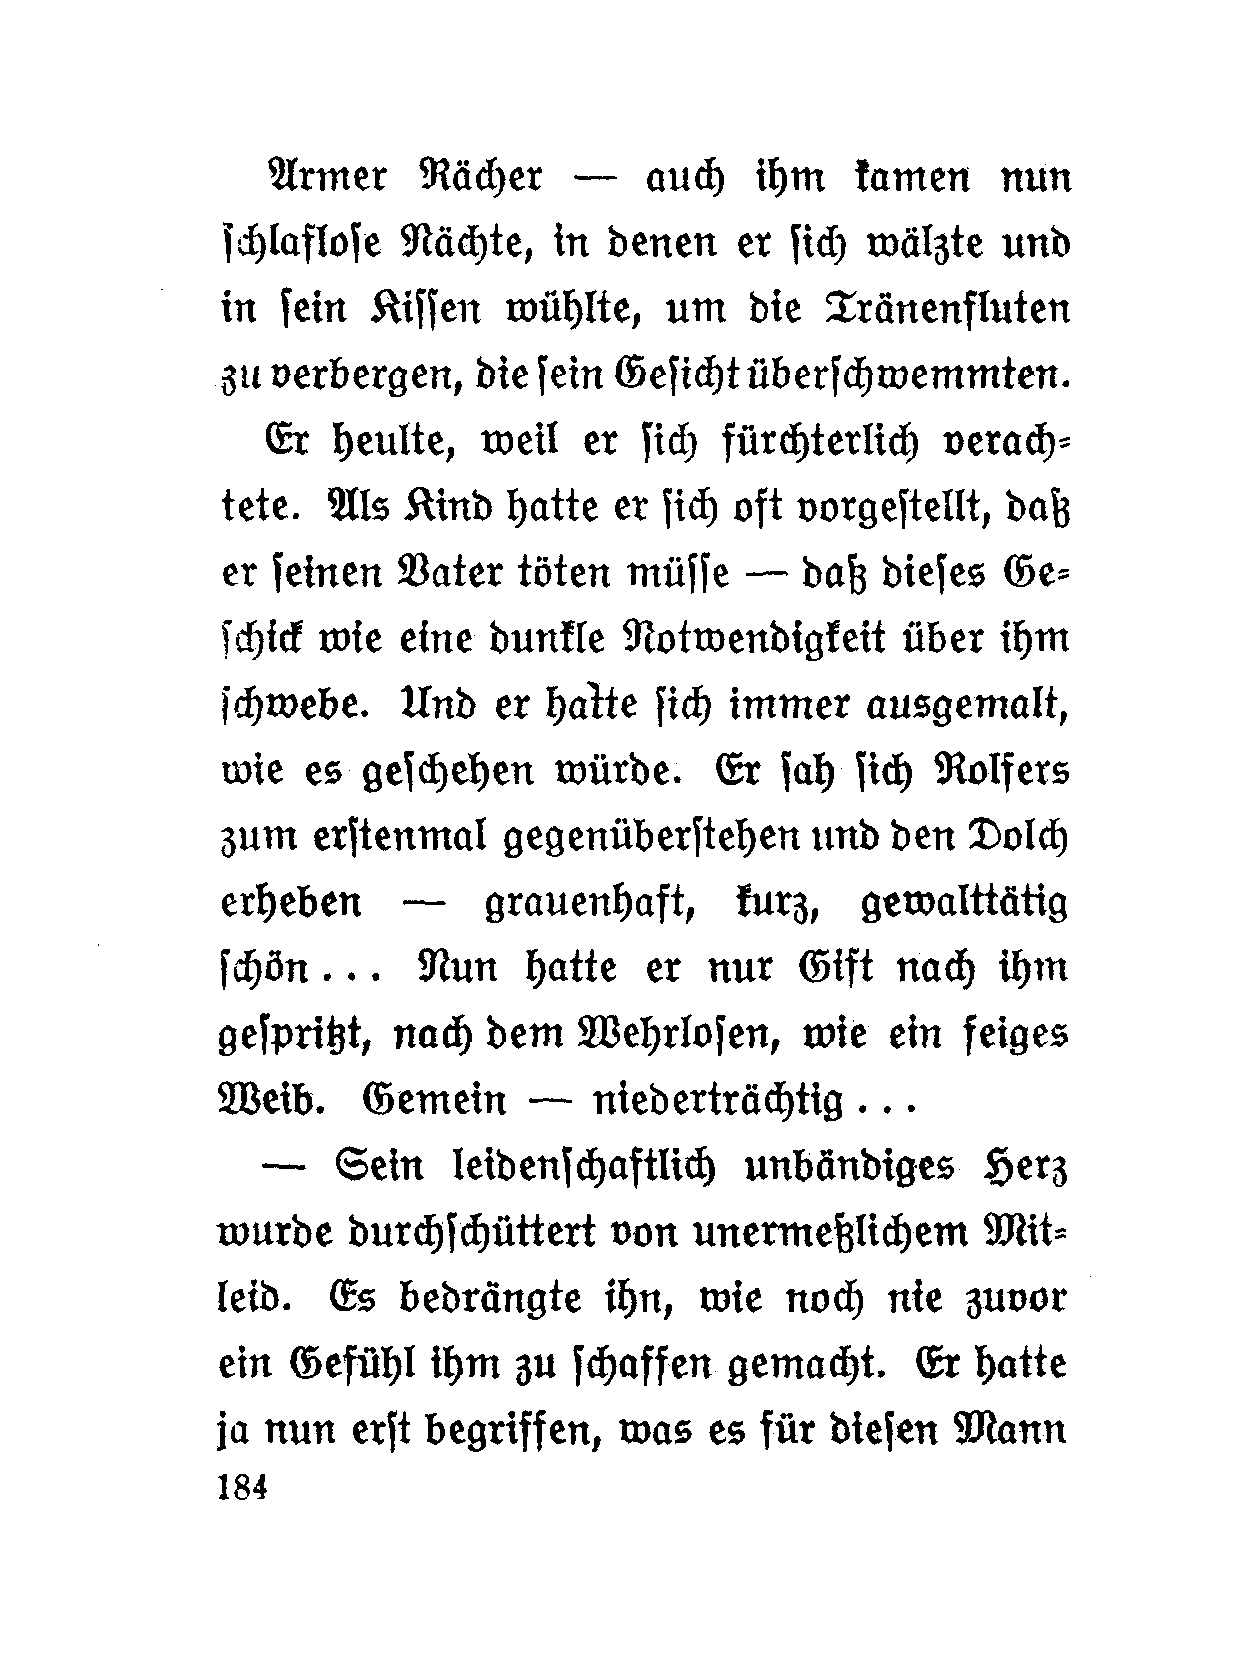 Armer Rächer — auch ihm kamen nun
ſchlafloſe Nächte, in denen er ſich wälzte und
in ſein Kiſſen wühlte, um die Tränenfluten
zu verbergen, die ſein Geſicht überſchwemmten.
Er heulte, weil er ſich fürchterlich verach-
tete. Als Kind hatte er ſich oft vorgeſtellt, daß
er ſeinen Vater töten müſſe — daß dieſes Ge-
ſchick wie eine dunkle Notwendigkeit über ihm
ſchwebe. Und er hatte ſich immer ausgemalt,
wie es geſchehen würde. Er ſah ſich Rolfers
zum erſtenmal gegenüberſtehen und den Dolch
erheben — grauenhaft, kurz, gewalttätig
ſchön ... Nun hatte er nur Gift nach ihm
geſpritzt, nach dem Wehrloſen, wie ein feiges
Weib. Gemein — niederträchtig ...
— Sein leidenſchaftlich unbändiges Herz
wurde durchſchüttert von unermeßlichem Mit-
leid. Es bedrängte ihn, wie noch nie zuvor
ein Gefühl ihm zu ſchaffen gemacht. Er hatte
ja nun erſt begriffen, was es für dieſen Mann
184